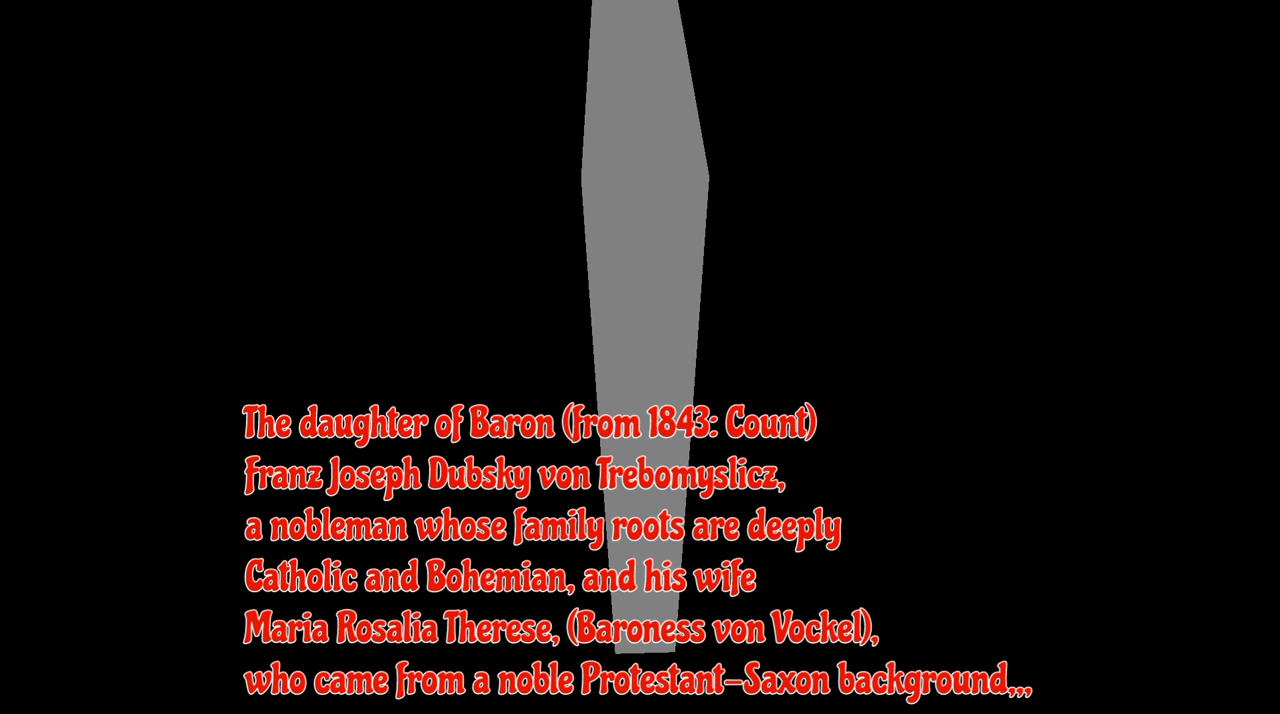 The daughter of Baron (from 1843: Count)
Franz Joseph Dubsky von Trebomyslicz,
a nobleman whose family roots are deeply
Catholic and Bohemian, and his wife
Maria Rosalia Therese, (Baroness von Vockel),
who came from a noble Protestant-Saxon background,,,